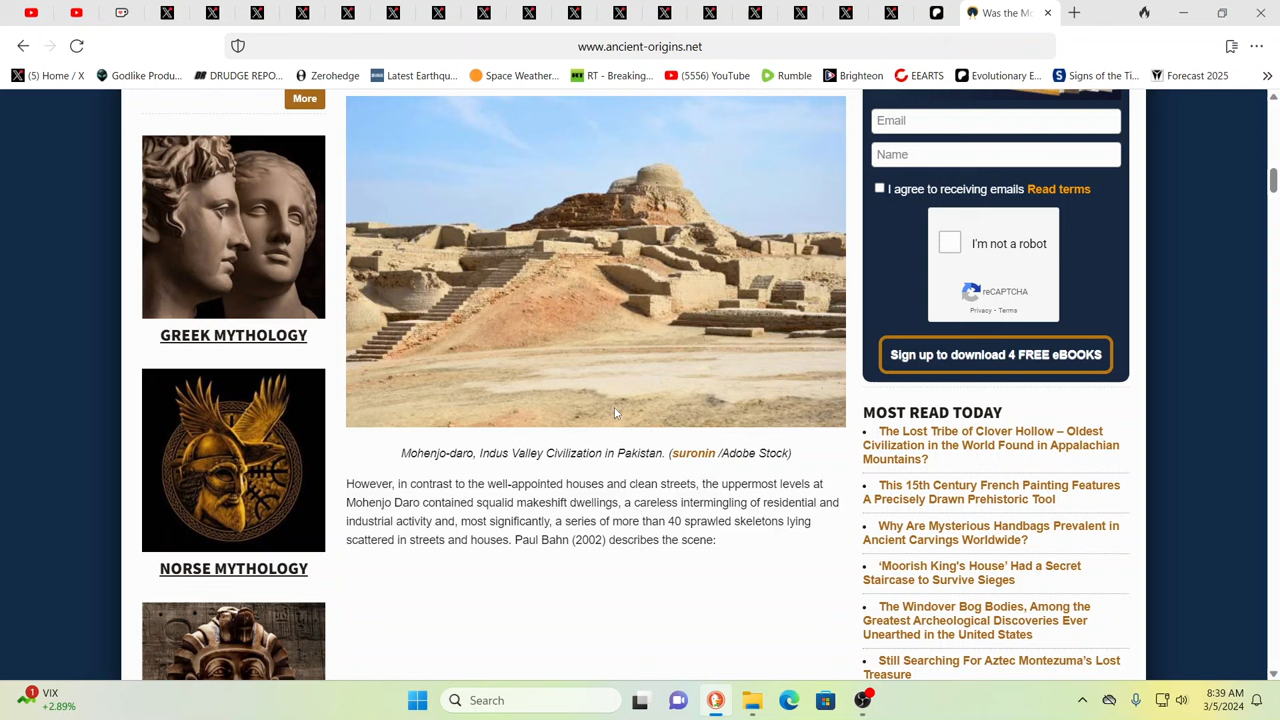 Was the Mo
www.ancient-origins.net
(5) Home / X
Godlike Produ...
DRUDGE REPO...
Zerohedge
Latest Earthqu...
Space Weather...
RT - Breaking...
(5556) YouTube
Rumble
Brighteon
EEARTS
Evolutionary E...
Signs of the Ti...
Forecast 2025
More
GREEK MYTHOLOGY
NORSE MYTHOLOGY
Mohenjo-daro, Indus Valley Civilization in Pakistan. (suronin /Adobe Stock)
However, in contrast to the well-appointed houses and clean streets, the uppermost levels at
Mohenjo Daro contained squalid makeshift dwellings, a careless intermingling of residential and
industrial activity and, most significantly, a series of more than 40 sprawled skeletons lying
scattered in streets and houses. Paul Bahn (2002) describes the scene:
Email
Name
I agree to receiving emails Read terms
I'm not a robot
reCAPTCHA
Privacy - Terms
Sign up to download 4 FREE eBOOKS
MOST READ TODAY
The Lost Tribe of Clover Hollow – Oldest
Civilization in the World Found in Appalachian
Mountains?
This 15th Century French Painting Features
A Precisely Drawn Prehistoric Tool
Why Are Mysterious Handbags Prevalent in
Ancient Carvings Worldwide?
‘Moorish King's House’ Had a Secret
Staircase to Survive Sieges
The Windover Bog Bodies, Among the
Greatest Archeological Discoveries Ever
Unearthed in the United States
Still Searching For Aztec Montezuma's Lost
Treasure
1
VIX
+2.89%
Search
8:39 AM
3/5/2024